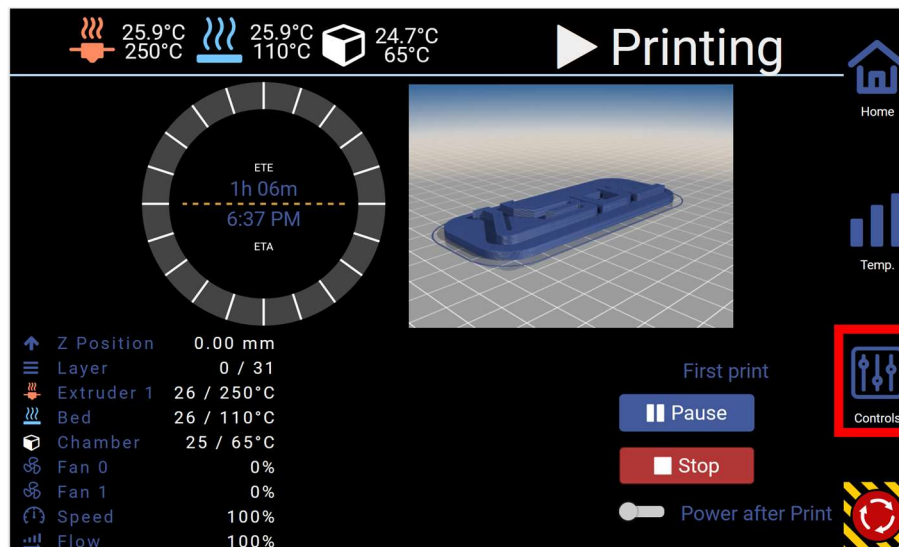 25.9°C
250°C
25.9°C
110°C
24.7°C
65°C
Printing
Home
ETE
1h 06m
6:37 PM
ETA
Temp.
Z Position 0.00 mm
Layer 0 / 31
Extruder 1 26 / 250°C
Bed 26 / 110°C
Chamber 25 / 65°C
Fan 0 0%
Fan 1 0%
Speed 100%
Flow 100%
First print
Pause
Stop
Power after Print
Controls